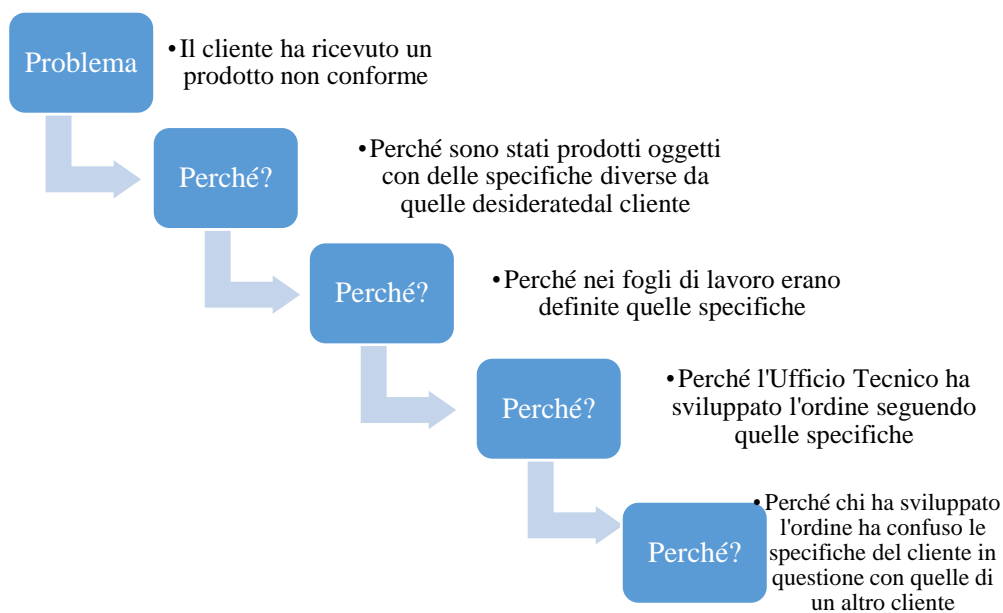 Problema
•Il cliente ha ricevuto un
prodotto non conforme
Perché?
•Perché sono stati prodotti oggetti
con delle specifiche diverse da
quelle desideratedal cliente
Perché?
•Perché nei fogli di lavoro erano
definite quelle specifiche
Perché?
•Perché l'Ufficio Tecnico ha
sviluppato l'ordine seguendo
quelle specifiche
Perché?
•Perché chi ha sviluppato
l'ordine ha confuso le
specifiche del cliente in
questione con quelle di
un altro cliente